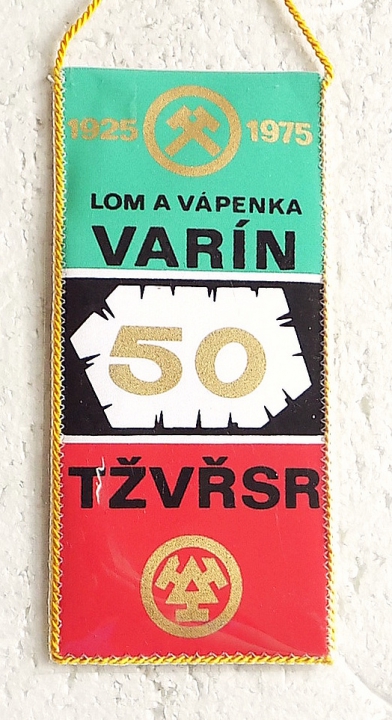 1925 1975
LOM A VÁPENKA
VARÍN
50
TŽVŘSR